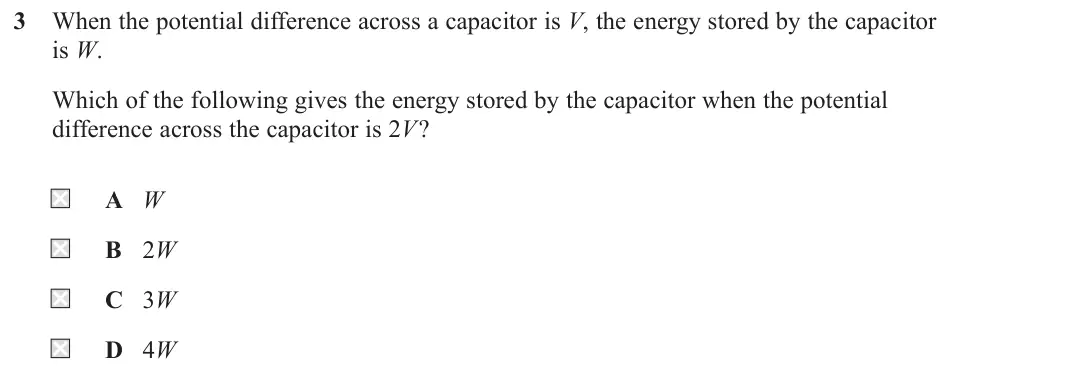 3 When the potential difference across a capacitor is V, the energy stored by the capacitor
is W.
Which of the following gives the energy stored by the capacitor when the potential
difference across the capacitor is 2V?
A W
B 2W
C 3W
D 4W